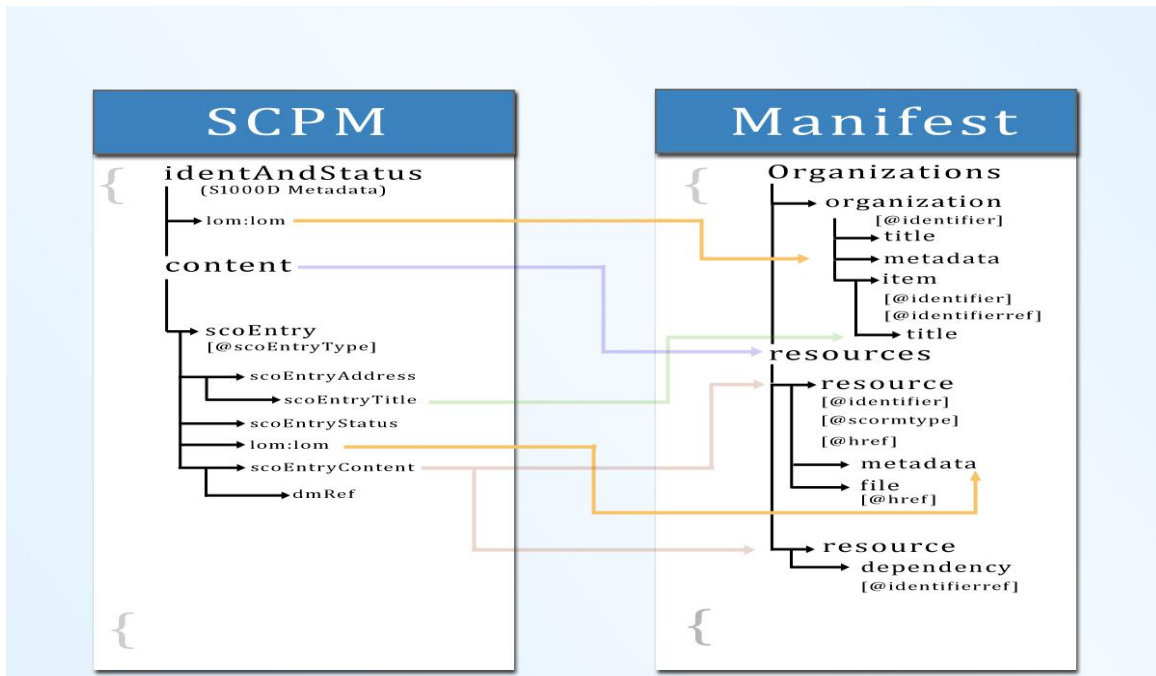 SCPM
{
identAndStatus
(S1000D Metadata)
lom:lom
content
scoEntry
[@scoEntryType]
scoEntryAddress
scoEntryTitle
scoEntryStatus
lom:lom
scoEntryContent
dmRef
{
Manifest
{
Organizations
organization
[@identifier]
title
metadata
item
[@identifier]
[@identifierref]
title
resources
resource
[@identifier]
[@scormtype]
[@href]
metadata
file
[@href]
resource
dependency
[@identifierref]
{